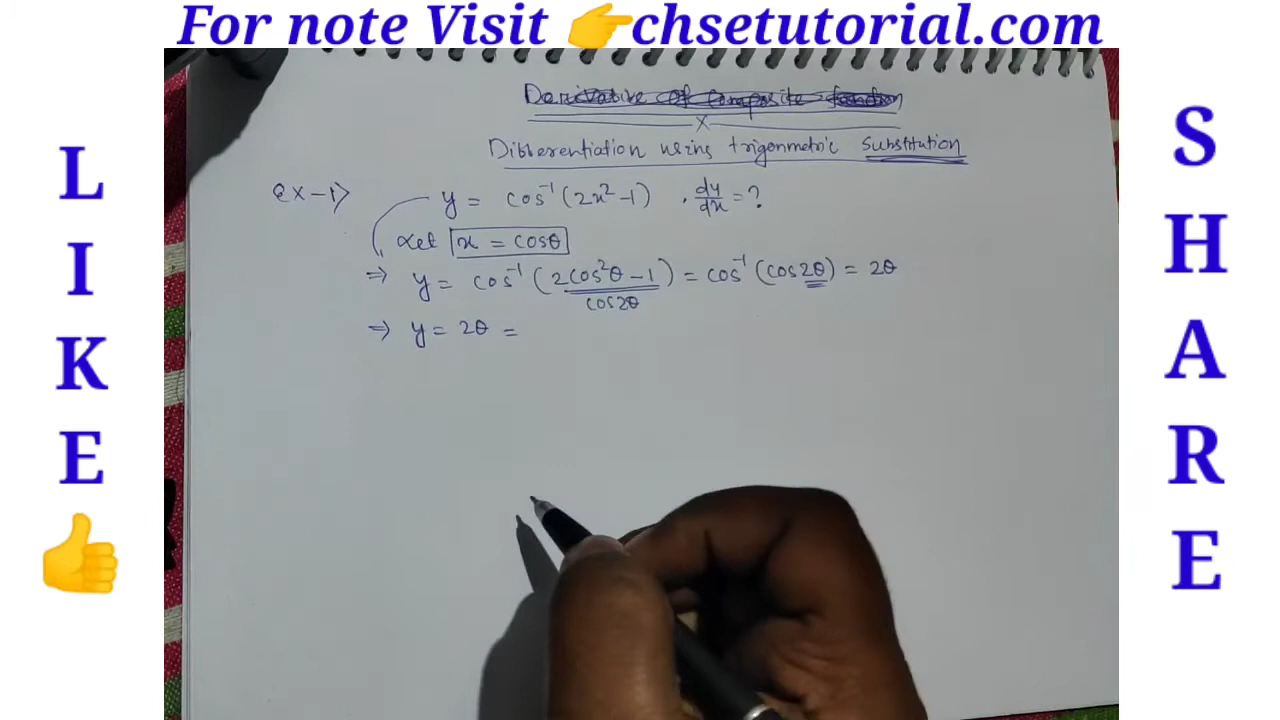 For note Visit 👉chsetutorial.com
L
I
K
E
👍
S
H
A
R
E
Derivative of composite function
x
Differentiation using trigonmetric substitution
Ex-1> y = cos⁻¹(2x²-1) . dy/dx = ?
Let x = cosθ
⇒ y = cos⁻¹(2cos²θ-1) = cos⁻¹(cos2θ) = 2θ
cos2θ
⇒ y = 2θ =